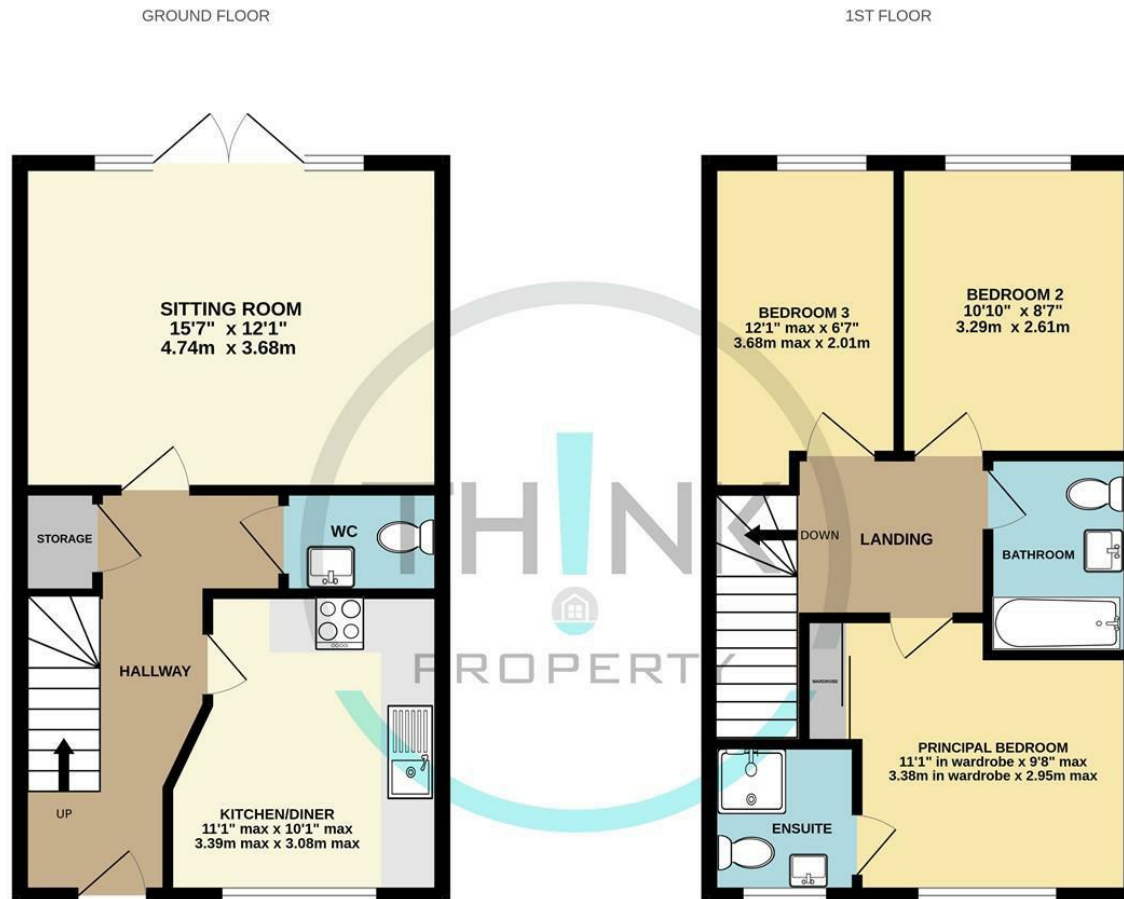 GROUND FLOOR
1ST FLOOR
SITTING ROOM
15'7" x 12'1"
4.74m x 3.68m
STORAGE
WC
HALLWAY
UP
KITCHEN/DINER
11'1" max x 10'1" max
3.39m max x 3.08m max
BEDROOM 3
12'1" max x 6'7"
3.68m max x 2.01m
BEDROOM 2
10'10" x 8'7"
3.29m x 2.61m
DOWN
LANDING
BATHROOM
WARDROBE
PRINCIPAL BEDROOM
11'1" in wardrobe x 9'8" max
3.38m in wardrobe x 2.95m max
ENSUITE
TH!NK
PROPERTY